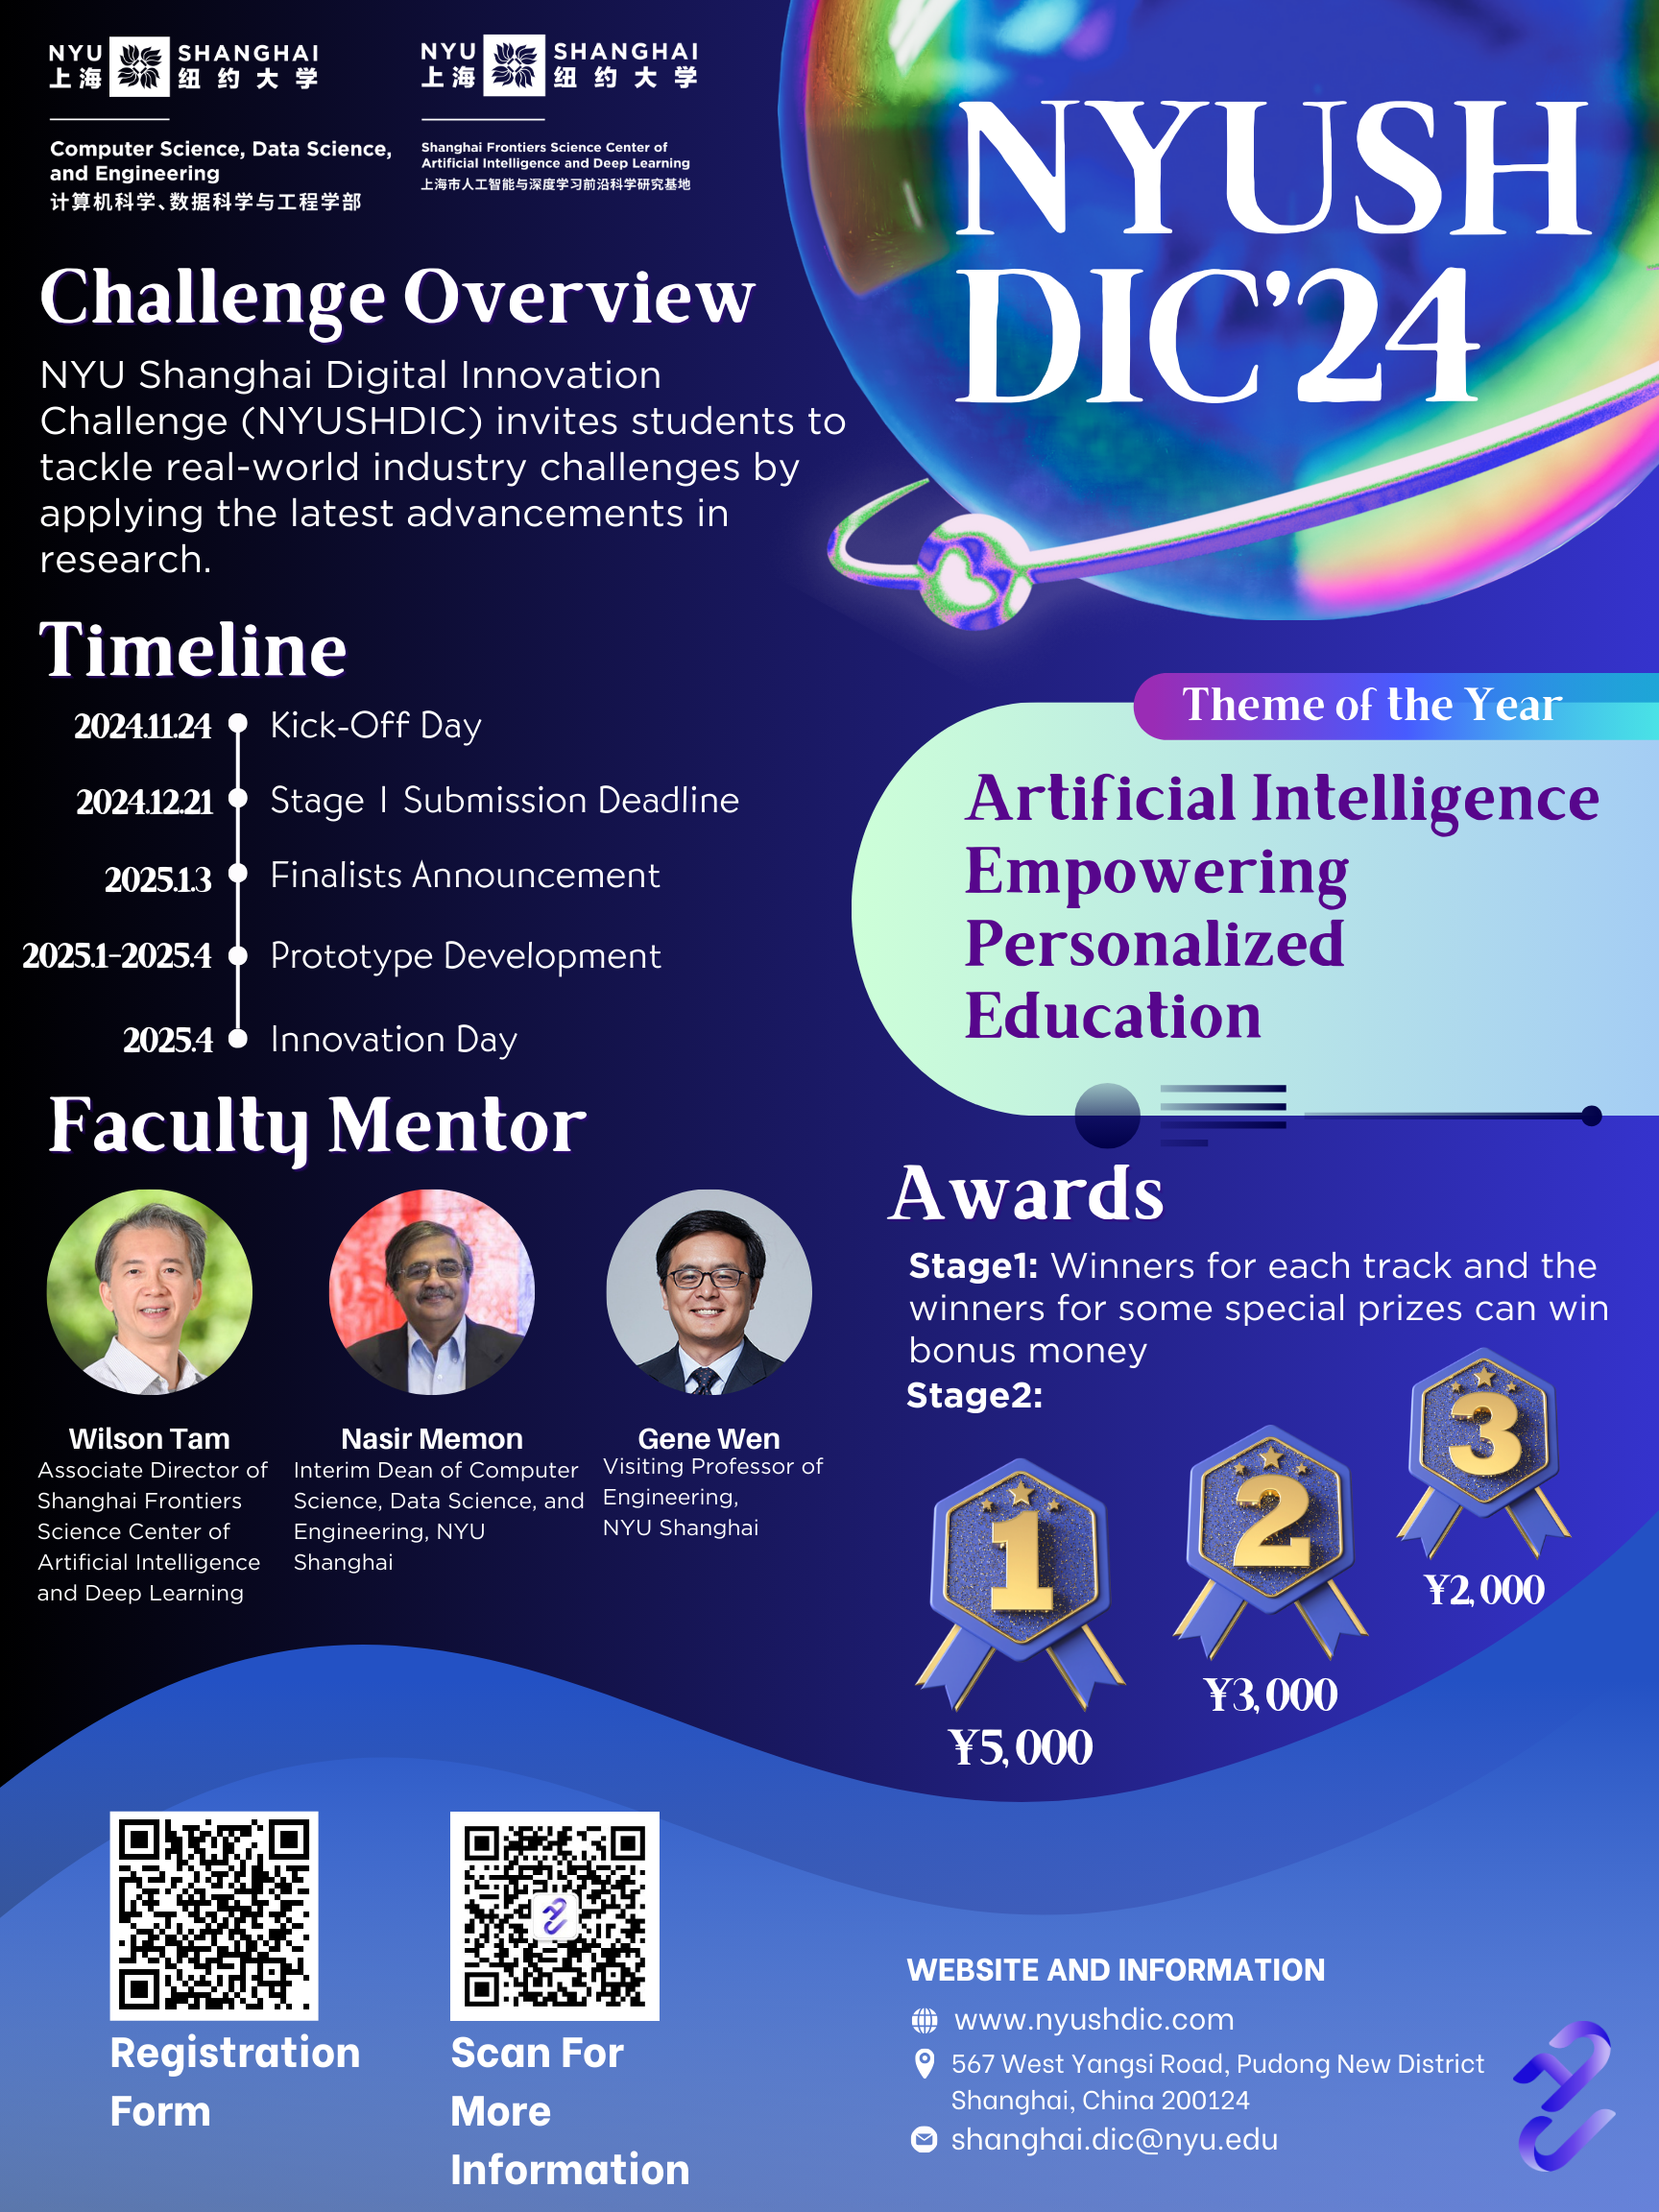 NYU SHANGHAI
上海 纽约大学
Computer Science, Data Science,
and Engineering
计算机科学、数据科学与工程学部
NYU SHANGHAI
上海 纽约大学
Shanghai Frontiers Science Center of
Artificial Intelligence and Deep Learning
上海市人工智能与深度学习前沿科学研究基地
NYUSH
DIC'24
Challenge Overview
NYU Shanghai Digital Innovation
Challenge (NYUSHDIC) invites students to
tackle real-world industry challenges by
applying the latest advancements in
research.
Timeline
2024.11.24 Kick-Off Day
2024.12.21 Stage 1 Submission Deadline
2025.1.3 Finalists Announcement
2025.1-2025.4 Prototype Development
2025.4 Innovation Day
Theme of the Year
Artificial Intelligence
Empowering
Personalized
Education
Faculty Mentor
Wilson Tam
Associate Director of
Shanghai Frontiers
Science Center of
Artificial Intelligence
and Deep Learning
Nasir Memon
Interim Dean of Computer
Science, Data Science, and
Engineering, NYU
Shanghai
Gene Wen
Visiting Professor of
Engineering,
NYU Shanghai
Awards
Stage1: Winners for each track and the
winners for some special prizes can win
bonus money
Stage2:
1
¥5,000
2
¥3,000
3
¥2,000
Registration
Form
Scan For
More
Information
WEBSITE AND INFORMATION
www.nyushdic.com
567 West Yangsi Road, Pudong New District
Shanghai, China 200124
shanghai.dic@nyu.edu